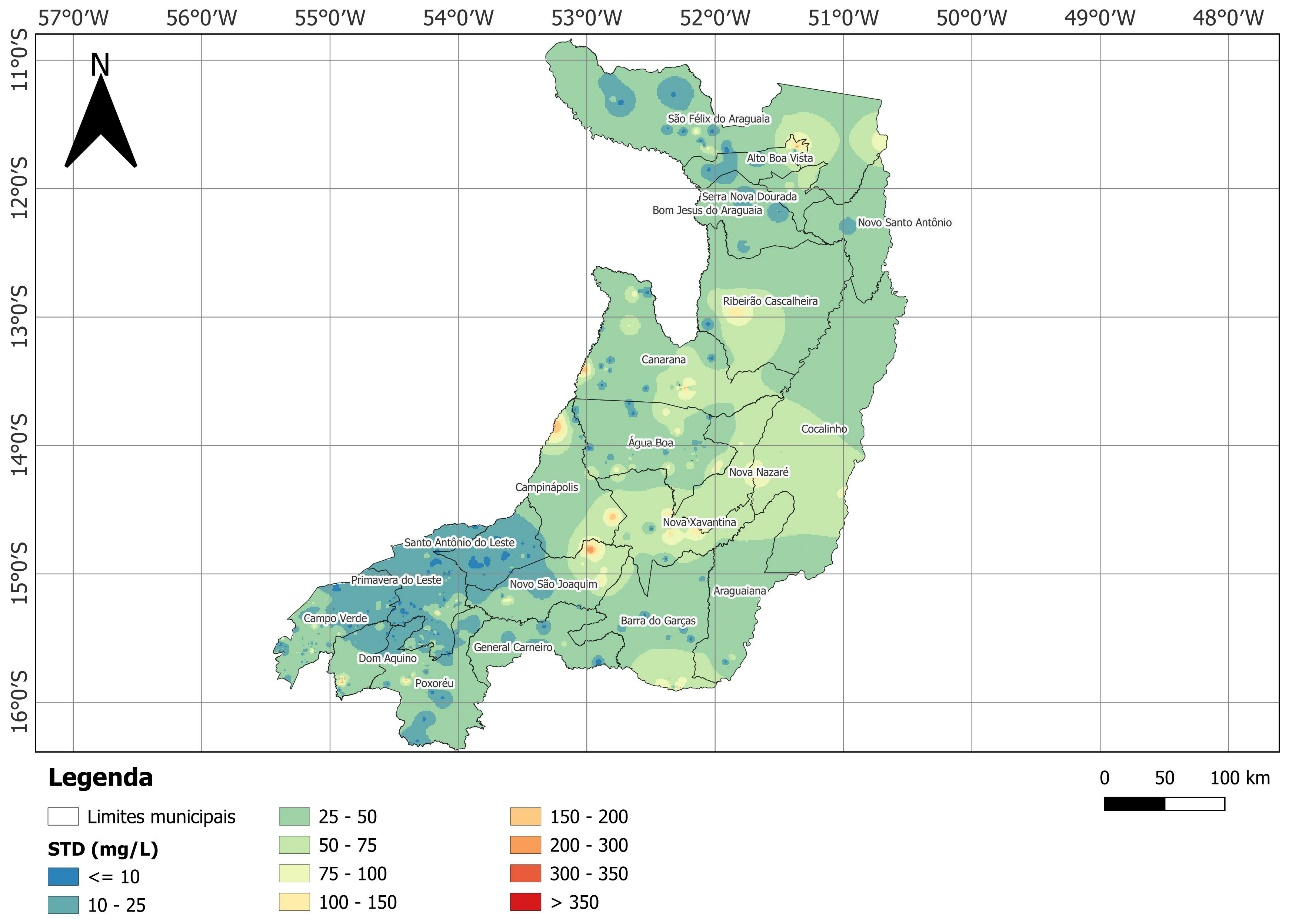 57°0'W 56°0'W 55°0'W 54°0'W 53°0'W 52°0'W 51°0'W 50°0'W 49°0'W 48°0'W
N
11°0'S
São Félix do Araguaia
Alto Boa Vista
12°0'S
Serra Nova Dourada
Bom Jesus do Araguaia
Novo Santo Antônio
Ribeirão Cascalheira
13°0'S
Canarana
Cocalinho
14°0'S
Água Boa
Nova Nazaré
Campinápolis
Nova Xavantina
Santo Antônio do Leste
15°0'S
Primavera do Leste
Novo São Joaquim
Araguaiana
Campo Verde
Barra do Garças
General Carneiro
Dom Aquino
Poxoréu
16°0'S
Legenda
Limites municipais
STD (mg/L)
<= 10
10 - 25
25 - 50
50 - 75
75 - 100
100 - 150
150 - 200
200 - 300
300 - 350
> 350
0 50 100 km